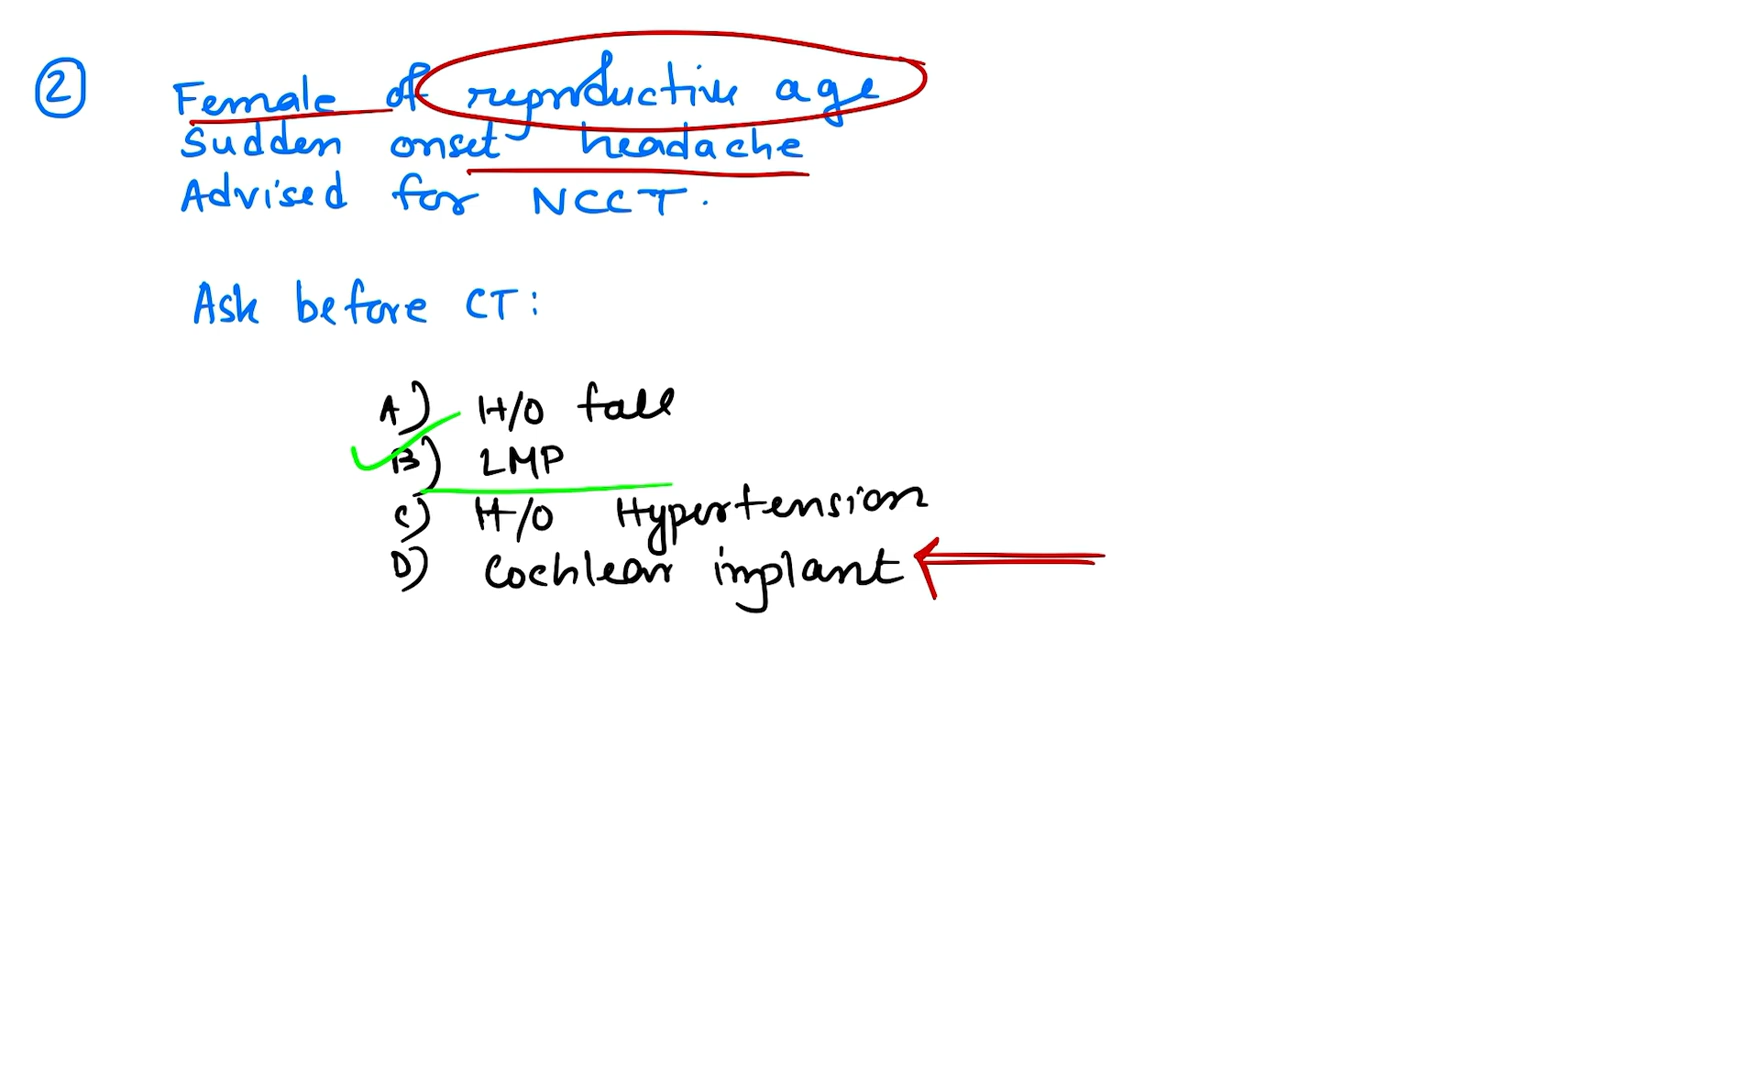 2 Female of reproductive age
Sudden onset headache
Advised for NCCT.
Ask before CT:
A) H/O fall
B) LMP
C) H/O Hypertension
D) Cochlear implant